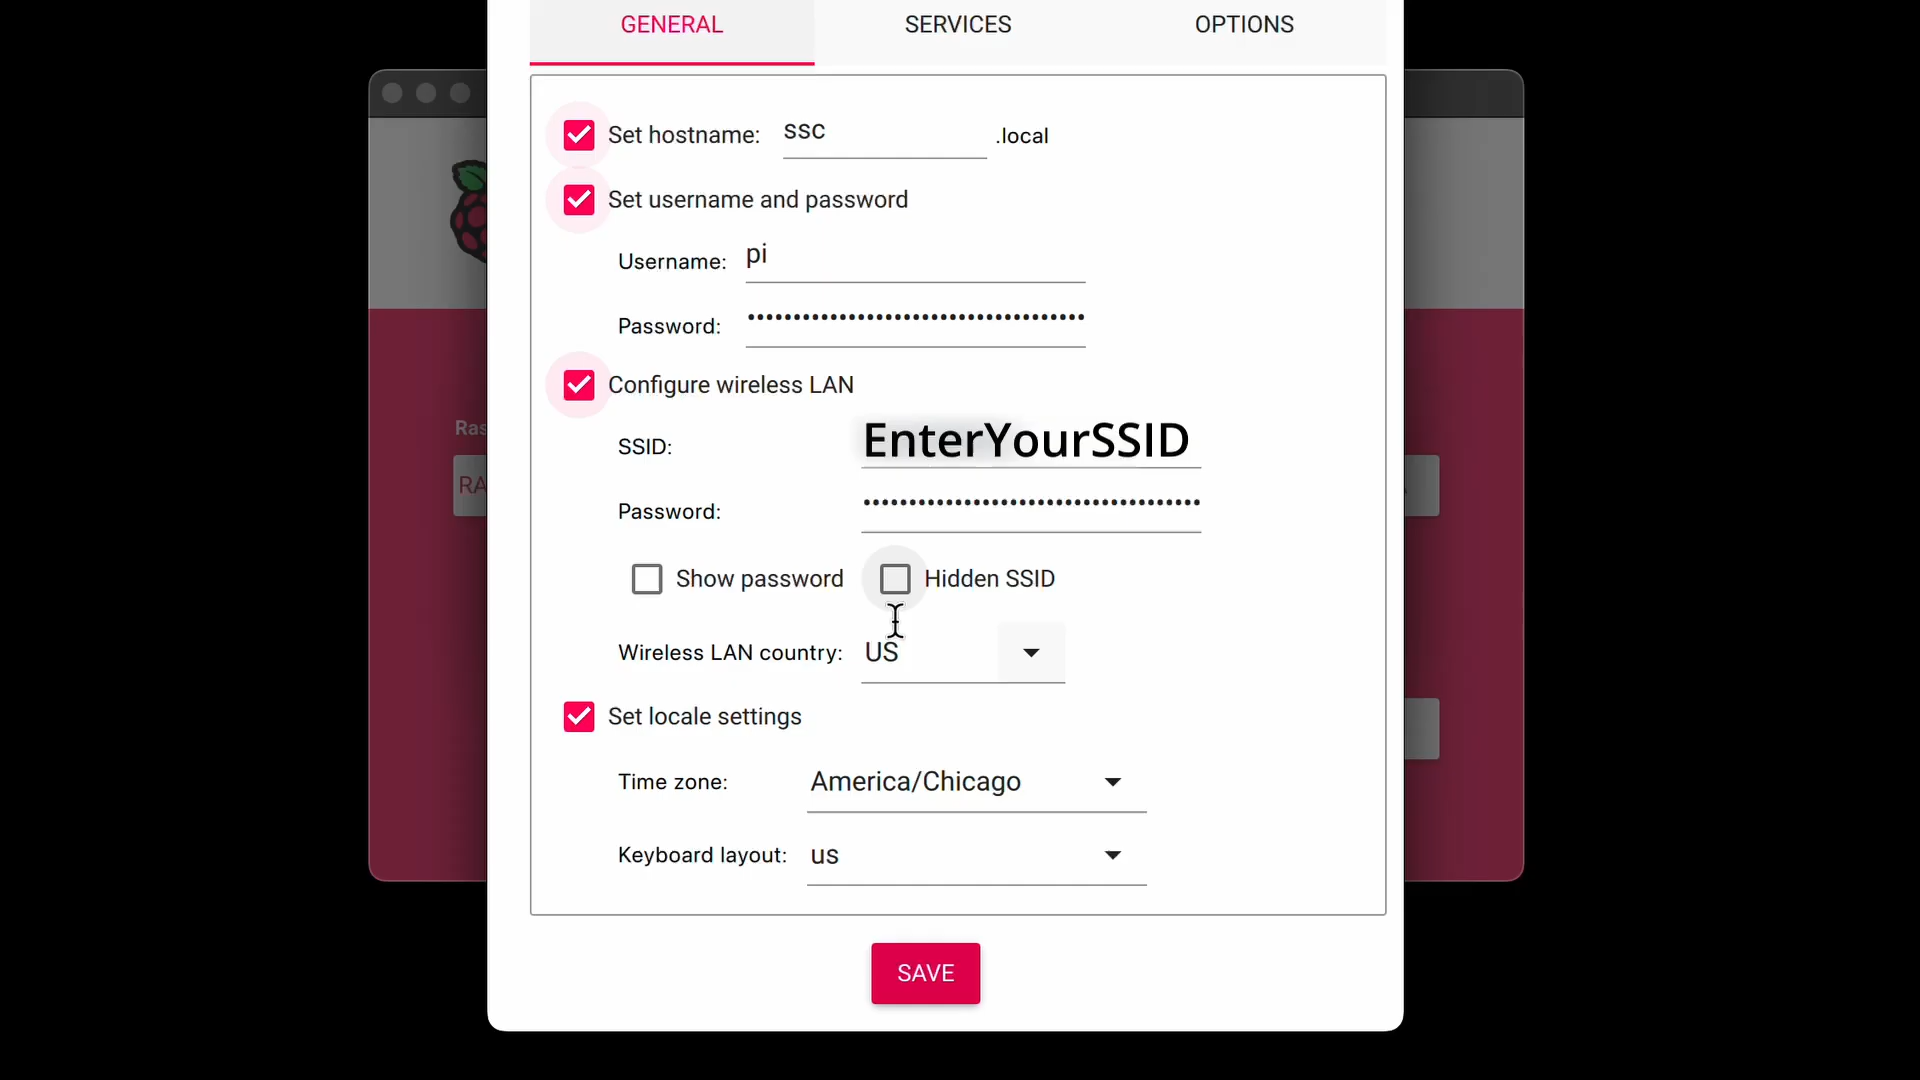 GENERAL SERVICES OPTIONS
Set hostname: ssc .local
Set username and password
Username: pi
Password: •••••••••••••••••••••••••••••••••••••
Configure wireless LAN
SSID: EnterYourSSID
Password: •••••••••••••••••••••••••••••••••••••
Show password Hidden SSID
Wireless LAN country: US
Set locale settings
Time zone: America/Chicago
Keyboard layout: us
SAVE
Ras
RA